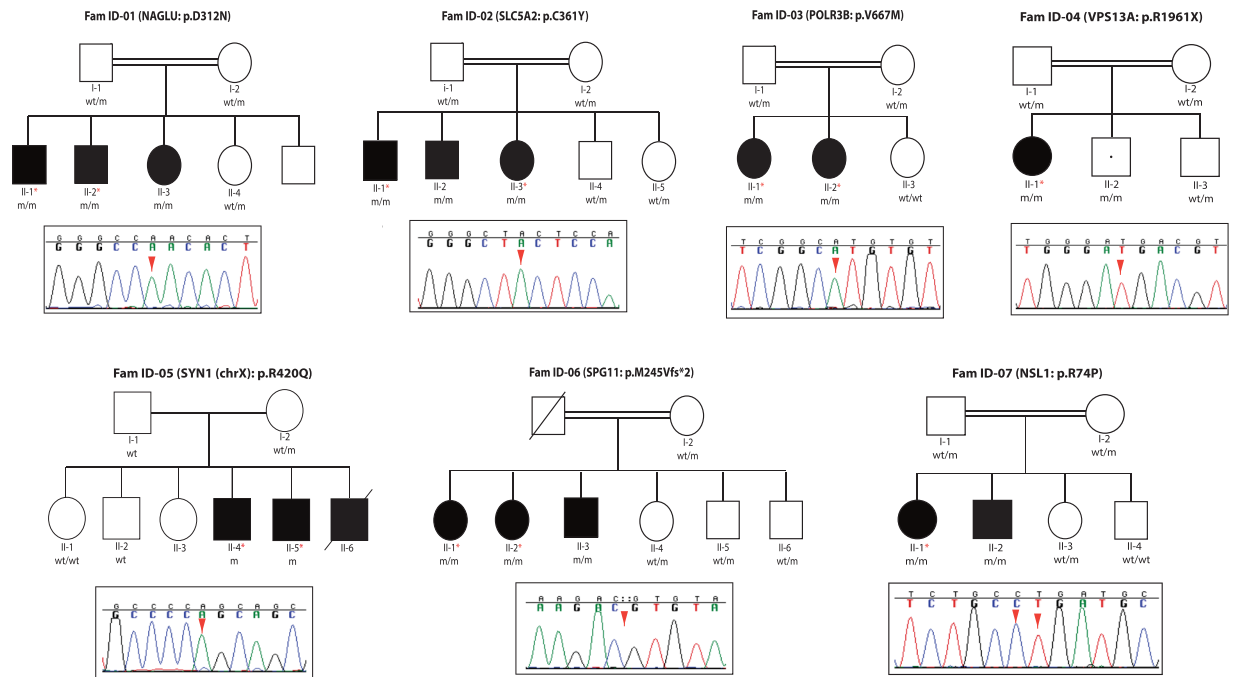 Fam ID-01 (NAGLU: p.D312N)
I-1
wt/m
I-2
wt/m
II-1*
m/m
II-2*
m/m
II-3
m/m
II-4
wt/m
G G G C C A A C A C T
G G G C C A A C A C T
Fam ID-02 (SLC5A2: p.C361Y)
i-1
wt/m
I-2
wt/m
II-1*
m/m
II-2
m/m
II-3*
m/m
II-4
wt/m
II-5
wt/m
G G G C T A C T C C A
G G G C T A C T C C A
Fam ID-03 (POLR3B: p.V667M)
I-1
wt/m
I-2
wt/m
II-1*
m/m
II-2*
m/m
II-3
wt/wt
T C G G C A T G T G T
T C G G C A T G T G T
Fam ID-04 (VPS13A: p.R1961X)
I-1
wt/m
I-2
wt/m
II-1*
m/m
II-2
m/m
II-3
wt/m
T G G G A T G A C G T
T G G G A T G A C G T
Fam ID-05 (SYN1 (chrX): p.R420Q)
I-1
wt
I-2
wt/m
II-1
wt/wt
II-2
wt
II-3
II-4*
m
II-5*
m
II-6
G C C C C A G C A G C
G C C C C A G C A G C
Fam ID-06 (SPG11: p.M245Vfs*2)
I-2
wt/m
II-1*
m/m
II-2*
m/m
II-3
m/m
II-4
wt/m
II-5
wt/m
II-6
wt/m
A A G A C : : G T G T A
A A G A C G T G T A
Fam ID-07 (NSL1: p.R74P)
I-1
wt/m
I-2
wt/m
II-1*
m/m
II-2
m/m
II-3
wt/m
II-4
wt/wt
T C T G C C T G A T G C
T C T G C C T G A T G C